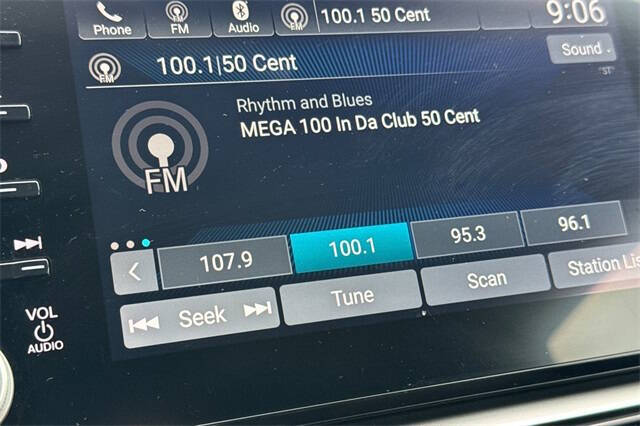 Phone FM Audio 100.1 50 Cent 9:06
FM 100.1|50 Cent Sound
ST
Rhythm and Blues
MEGA 100 In Da Club 50 Cent
FM
107.9 100.1 95.3 96.1
Seek Tune Scan Station Lis
VOL
AUDIO